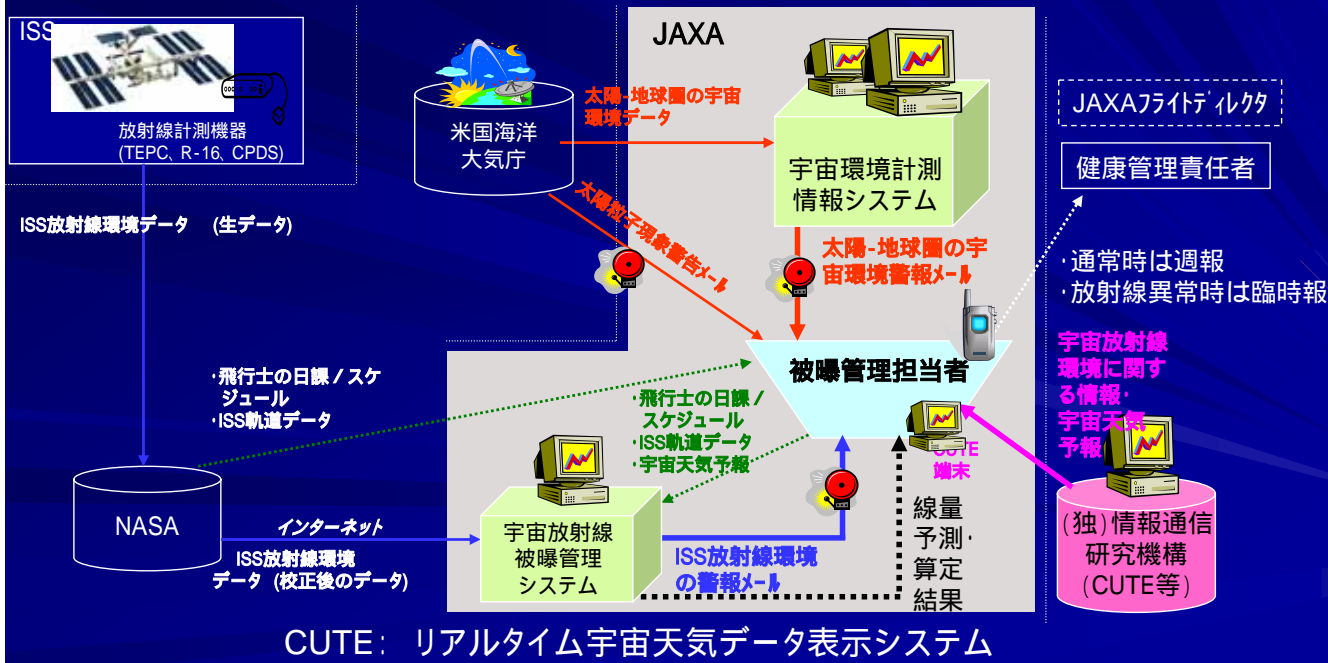 ISS
放射線計測機器
(TEPC、R-16、CPDS)
ISS放射線環境データ (生データ)
米国海洋
大気庁
JAXA
太陽-地球圏の宇宙
環境データ
宇宙環境計測
情報システム
太陽粒子現象警告メール
太陽-地球圏の宇
宙環境警報メール
JAXAフライトディレクタ
健康管理責任者
･通常時は週報
･放射線異常時は臨時報
被曝管理担当者
宇宙放射線
環境に関す
る情報･
宇宙天気
予報
･飛行士の日課/スケ
ジュール
･ISS軌道データ
･飛行士の日課/
スケジュール
･ISS軌道データ
･宇宙天気予報
CUTE
端末
NASA
インターネット
ISS放射線環境
データ (校正後のデータ)
宇宙放射線
被曝管理
システム
ISS放射線環境
の警報メール
線量
予測･
算定
結果
(独)情報通信
研究機構
(CUTE等)
CUTE: リアルタイム宇宙天気データ表示システム